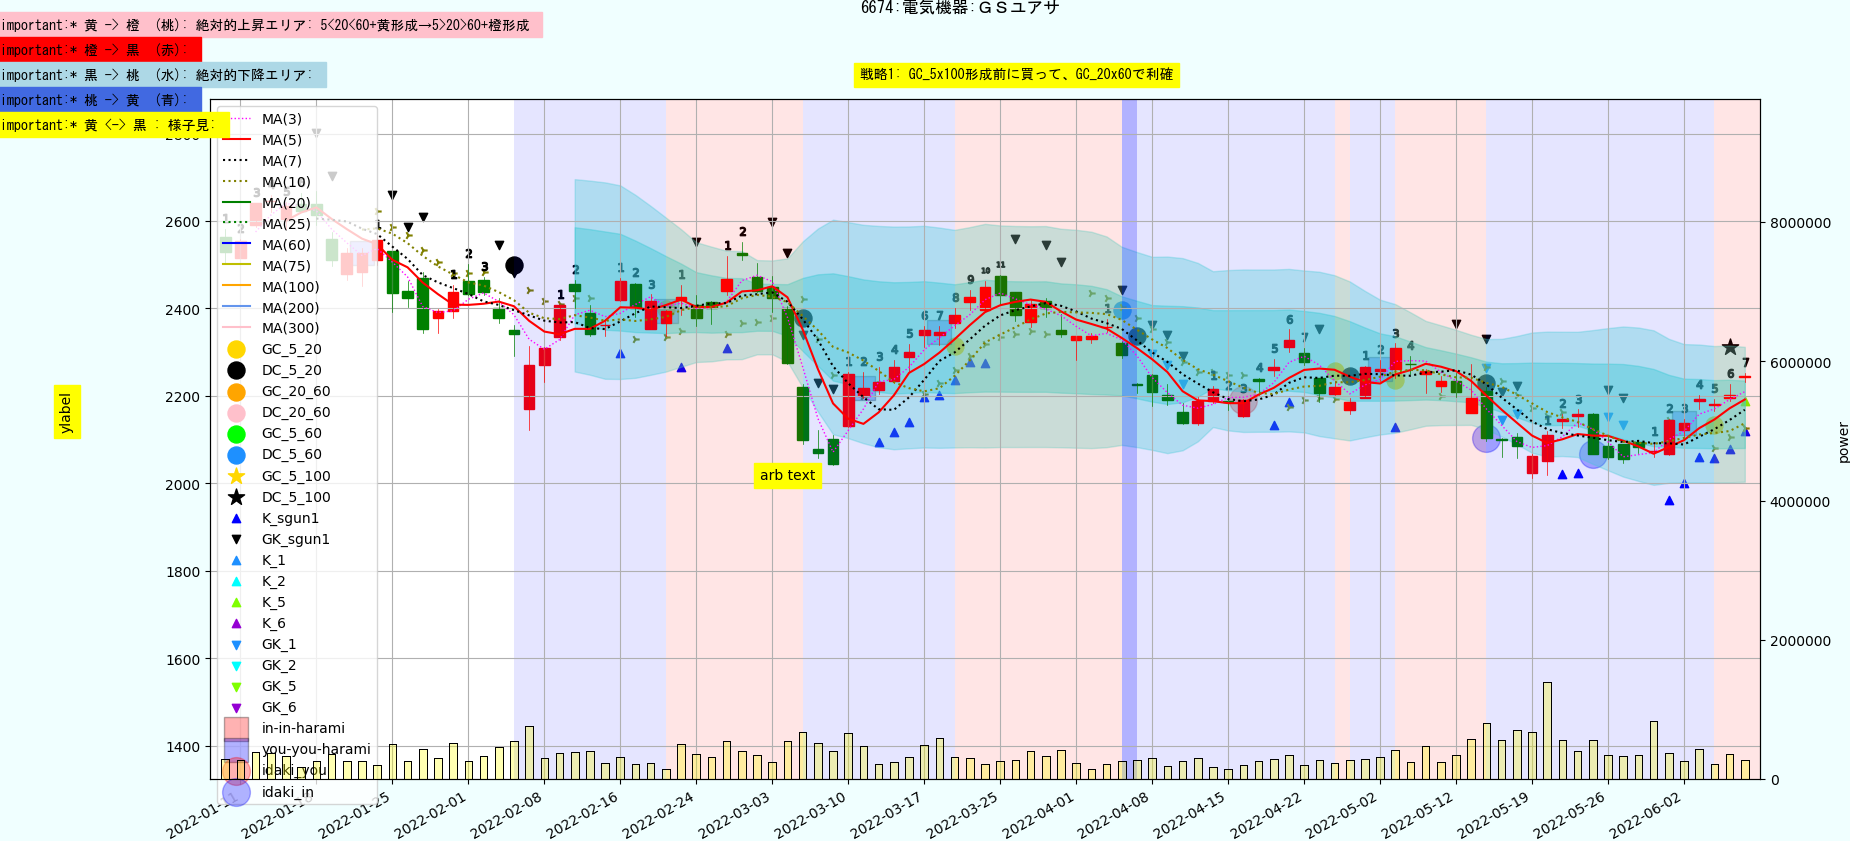 6674:電気機器:ＧＳユアサ
important:* 黄 -> 橙 (桃): 絶対的上昇エリア: 5<20<60+黄形成→5>20>60+橙形成
important:* 橙 -> 黒 (赤):
important:* 黒 -> 桃 (水): 絶対的下降エリア:
important:* 桃 -> 黄 (青):
important:* 黄 <-> 黒 : 様子見:
戦略1: GC_5x100形成前に買って、GC_20x60で利確
MA(3)
MA(5)
MA(7)
MA(10)
MA(20)
MA(25)
MA(60)
MA(75)
MA(100)
MA(200)
MA(300)
GC_5_20
DC_5_20
GC_20_60
DC_20_60
GC_5_60
DC_5_60
GC_5_100
DC_5_100
K_sgun1
GK_sgun1
K_1
K_2
K_5
K_6
GK_1
GK_2
GK_5
GK_6
in-in-harami
you-you-harami
idaki_you
idaki_in
2600
2400
2200
2000
1800
1600
1400
ylabel
arb text
8000000
6000000
4000000
2000000
0
power
2022-01-25
2022-02-01
2022-02-08
2022-02-16
2022-02-24
2022-03-03
2022-03-10
2022-03-17
2022-03-25
2022-04-01
2022-04-08
2022-04-15
2022-04-22
2022-05-02
2022-05-12
2022-05-19
2022-05-26
2022-06-02